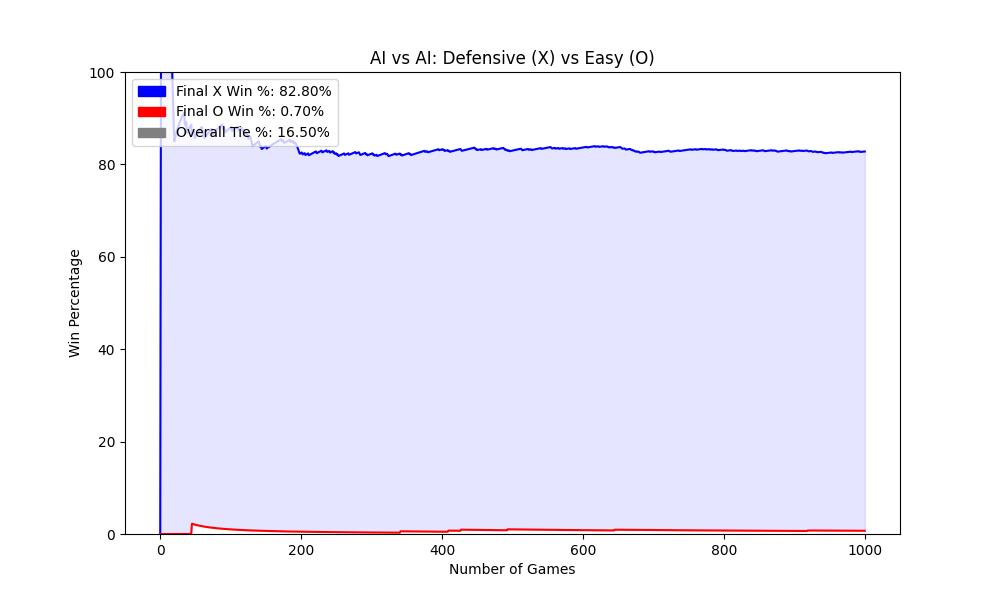 AI vs AI: Defensive (X) vs Easy (O)
100
80
60
40
20
0
Win Percentage
Final X Win %: 82.80%
Final O Win %: 0.70%
Overall Tie %: 16.50%
0 200 400 600 800 1000
Number of Games